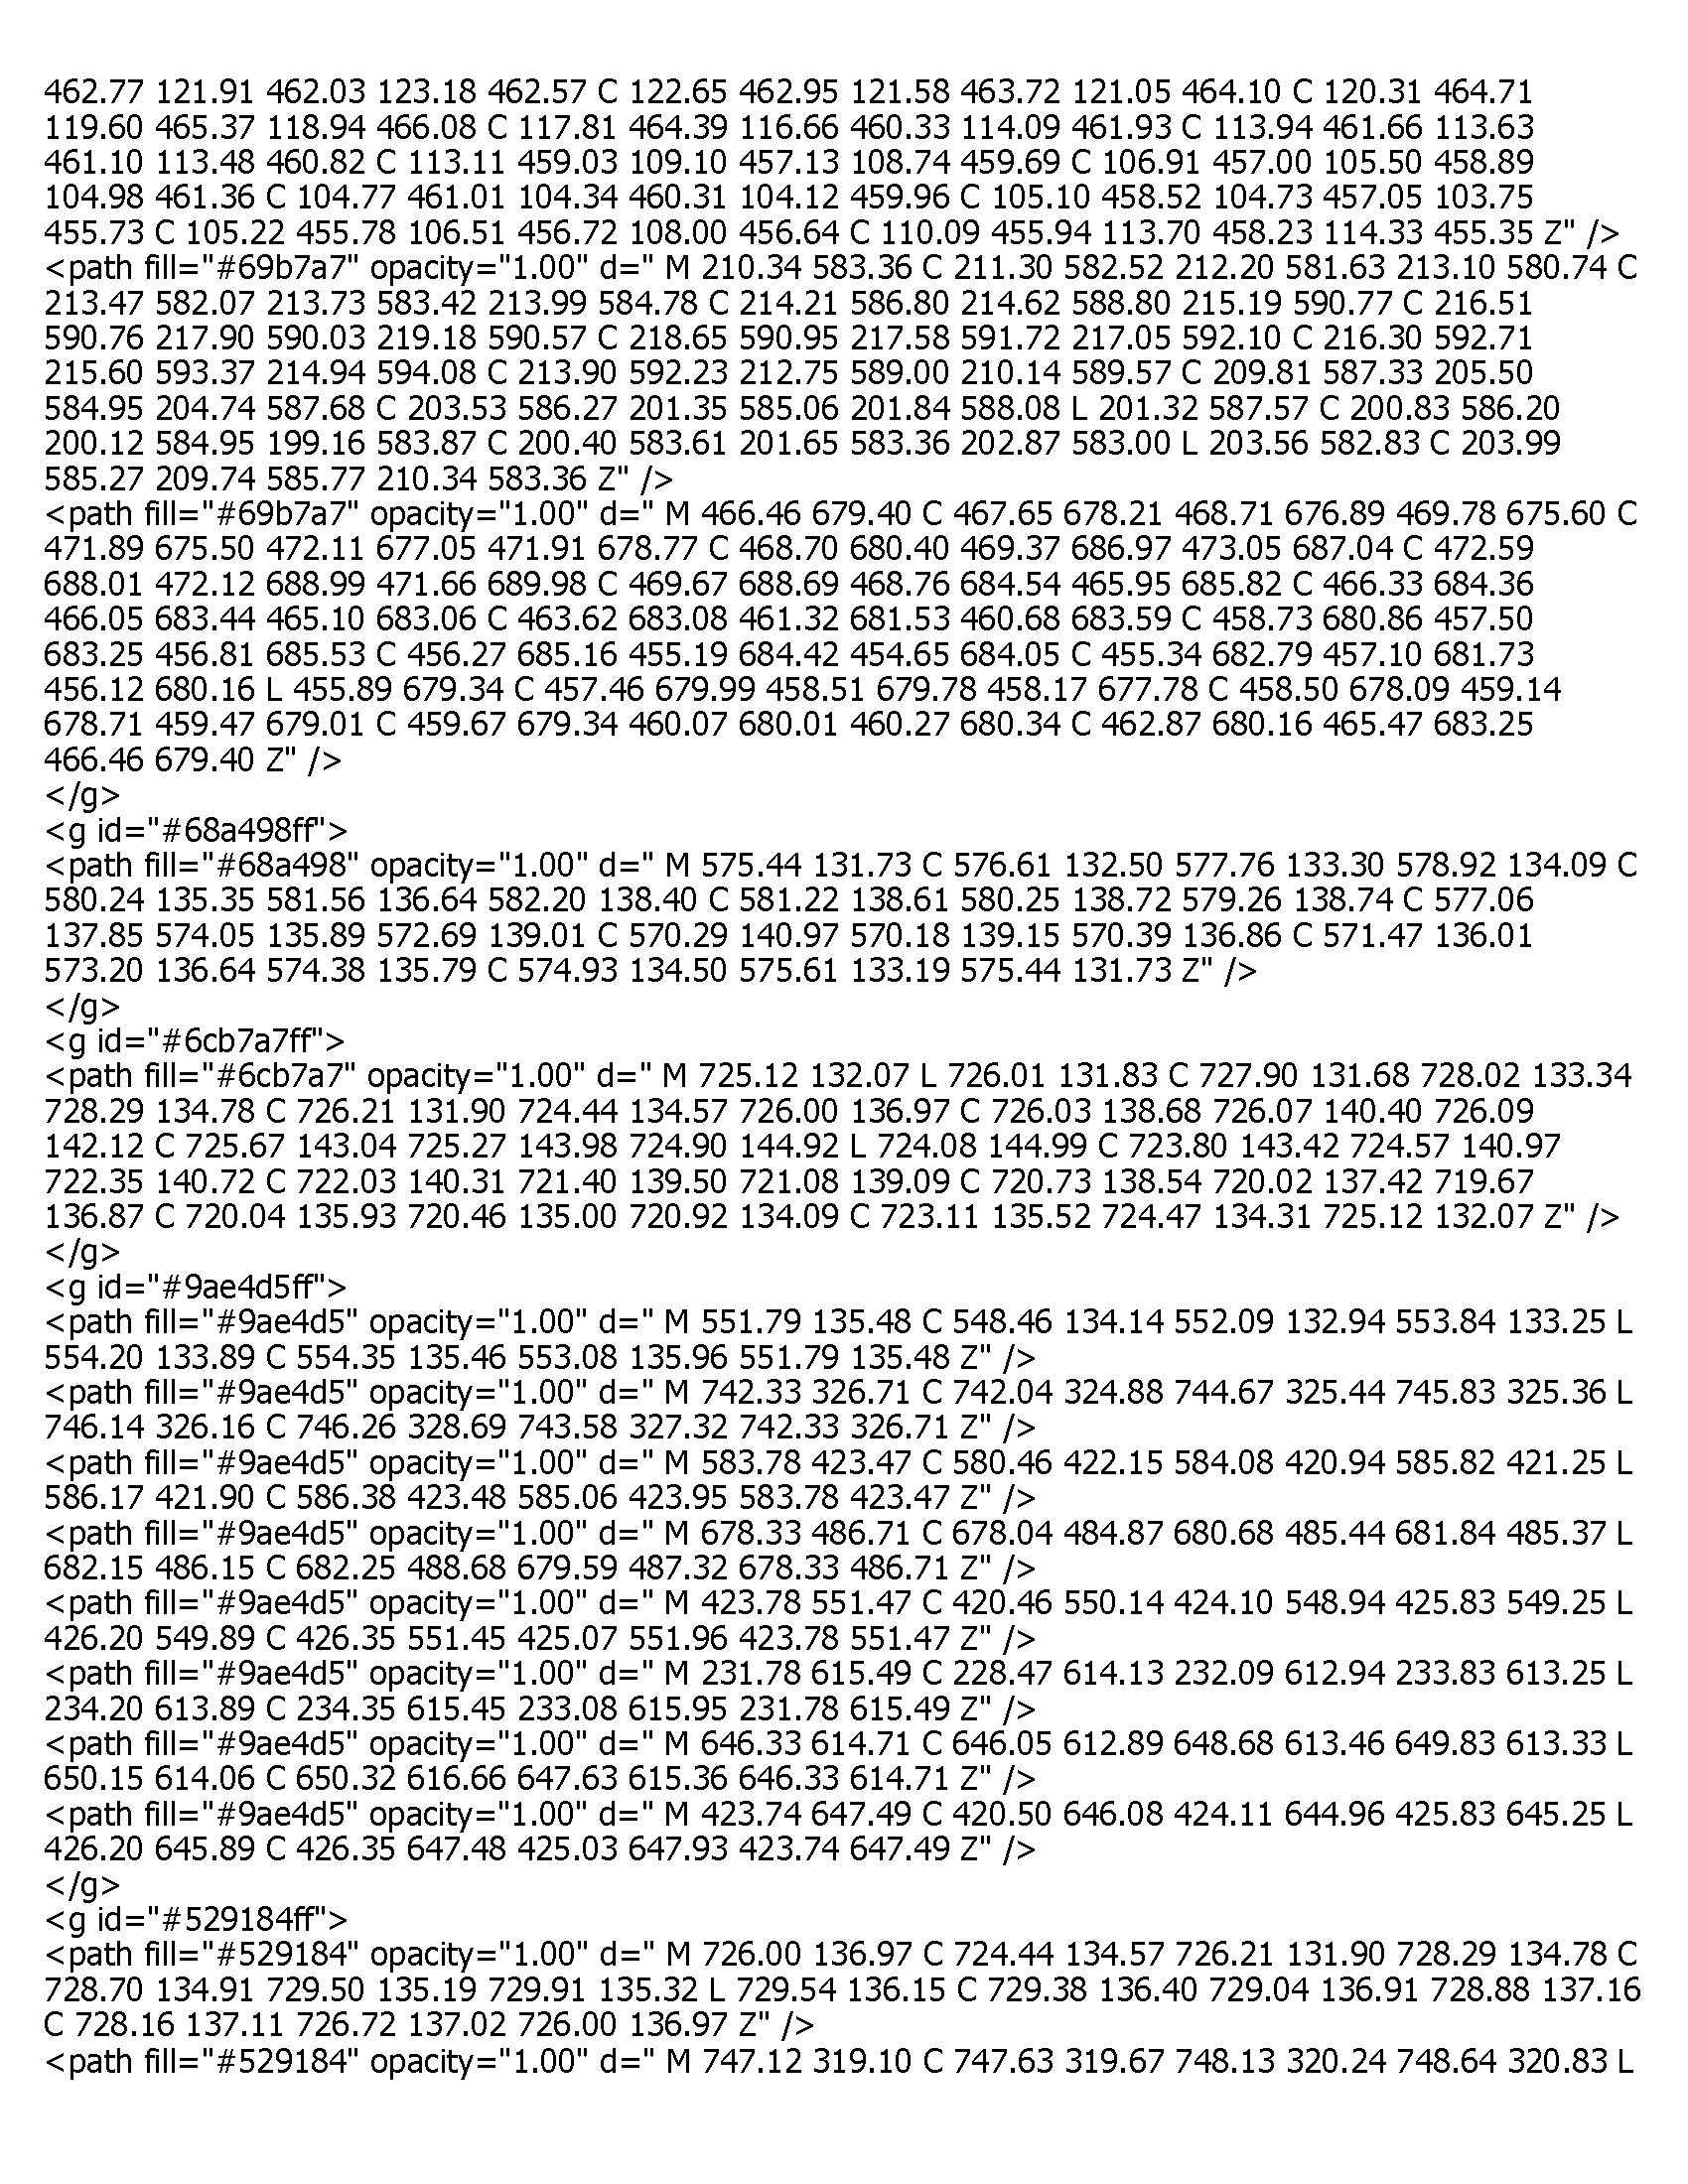 462.77 121.91 462.03 123.18 462.57 C 122.65 462.95 121.58 463.72 121.05 464.10 C 120.31 464.71
119.60 465.37 118.94 466.08 C 117.81 464.39 116.66 460.33 114.09 461.93 C 113.94 461.66 113.63
461.10 113.48 460.82 C 113.11 459.03 109.10 457.13 108.74 459.69 C 106.91 457.00 105.50 458.89
104.98 461.36 C 104.77 461.01 104.34 460.31 104.12 459.96 C 105.10 458.52 104.73 457.05 103.75
455.73 C 105.22 455.78 106.51 456.72 108.00 456.64 C 110.09 455.94 113.70 458.23 114.33 455.35 Z" />
<path fill="#69b7a7" opacity="1.00" d=" M 210.34 583.36 C 211.30 582.52 212.20 581.63 213.10 580.74 C
213.47 582.07 213.73 583.42 213.99 584.78 C 214.21 586.80 214.62 588.80 215.19 590.77 C 216.51
590.76 217.90 590.03 219.18 590.57 C 218.65 590.95 217.58 591.72 217.05 592.10 C 216.30 592.71
215.60 593.37 214.94 594.08 C 213.90 592.23 212.75 589.00 210.14 589.57 C 209.81 587.33 205.50
584.95 204.74 587.68 C 203.53 586.27 201.35 585.06 201.84 588.08 L 201.32 587.57 C 200.83 586.20
200.12 584.95 199.16 583.87 C 200.40 583.61 201.65 583.36 202.87 583.00 L 203.56 582.83 C 203.99
585.27 209.74 585.77 210.34 583.36 Z" />
<path fill="#69b7a7" opacity="1.00" d=" M 466.46 679.40 C 467.65 678.21 468.71 676.89 469.78 675.60 C
471.89 675.50 472.11 677.05 471.91 678.77 C 468.70 680.40 469.37 686.97 473.05 687.04 C 472.59
688.01 472.12 688.99 471.66 689.98 C 469.67 688.69 468.76 684.54 465.95 685.82 C 466.33 684.36
466.05 683.44 465.10 683.06 C 463.62 683.08 461.32 681.53 460.68 683.59 C 458.73 680.86 457.50
683.25 456.81 685.53 C 456.27 685.16 455.19 684.42 454.65 684.05 C 455.34 682.79 457.10 681.73
456.12 680.16 L 455.89 679.34 C 457.46 679.99 458.51 679.78 458.17 677.78 C 458.50 678.09 459.14
678.71 459.47 679.01 C 459.67 679.34 460.07 680.01 460.27 680.34 C 462.87 680.16 465.47 683.25
466.46 679.40 Z" />
</g>
<g id="#68a498ff">
<path fill="#68a498" opacity="1.00" d=" M 575.44 131.73 C 576.61 132.50 577.76 133.30 578.92 134.09 C
580.24 135.35 581.56 136.64 582.20 138.40 C 581.22 138.61 580.25 138.72 579.26 138.74 C 577.06
137.85 574.05 135.89 572.69 139.01 C 570.29 140.97 570.18 139.15 570.39 136.86 C 571.47 136.01
573.20 136.64 574.38 135.79 C 574.93 134.50 575.61 133.19 575.44 131.73 Z" />
</g>
<g id="#6cb7a7ff">
<path fill="#6cb7a7" opacity="1.00" d=" M 725.12 132.07 L 726.01 131.83 C 727.90 131.68 728.02 133.34
728.29 134.78 C 726.21 131.90 724.44 134.57 726.00 136.97 C 726.03 138.68 726.07 140.40 726.09
142.12 C 725.67 143.04 725.27 143.98 724.90 144.92 L 724.08 144.99 C 723.80 143.42 724.57 140.97
722.35 140.72 C 722.03 140.31 721.40 139.50 721.08 139.09 C 720.73 138.54 720.02 137.42 719.67
136.87 C 720.04 135.93 720.46 135.00 720.92 134.09 C 723.11 135.52 724.47 134.31 725.12 132.07 Z" />
</g>
<g id="#9ae4d5ff">
<path fill="#9ae4d5" opacity="1.00" d=" M 551.79 135.48 C 548.46 134.14 552.09 132.94 553.84 133.25 L
554.20 133.89 C 554.35 135.46 553.08 135.96 551.79 135.48 Z" />
<path fill="#9ae4d5" opacity="1.00" d=" M 742.33 326.71 C 742.04 324.88 744.67 325.44 745.83 325.36 L
746.14 326.16 C 746.26 328.69 743.58 327.32 742.33 326.71 Z" />
<path fill="#9ae4d5" opacity="1.00" d=" M 583.78 423.47 C 580.46 422.15 584.08 420.94 585.82 421.25 L
586.17 421.90 C 586.38 423.48 585.06 423.95 583.78 423.47 Z" />
<path fill="#9ae4d5" opacity="1.00" d=" M 678.33 486.71 C 678.04 484.87 680.68 485.44 681.84 485.37 L
682.15 486.15 C 682.25 488.68 679.59 487.32 678.33 486.71 Z" />
<path fill="#9ae4d5" opacity="1.00" d=" M 423.78 551.47 C 420.46 550.14 424.10 548.94 425.83 549.25 L
426.20 549.89 C 426.35 551.45 425.07 551.96 423.78 551.47 Z" />
<path fill="#9ae4d5" opacity="1.00" d=" M 231.78 615.49 C 228.47 614.13 232.09 612.94 233.83 613.25 L
234.20 613.89 C 234.35 615.45 233.08 615.95 231.78 615.49 Z" />
<path fill="#9ae4d5" opacity="1.00" d=" M 646.33 614.71 C 646.05 612.89 648.68 613.46 649.83 613.33 L
650.15 614.06 C 650.32 616.66 647.63 615.36 646.33 614.71 Z" />
<path fill="#9ae4d5" opacity="1.00" d=" M 423.74 647.49 C 420.50 646.08 424.11 644.96 425.83 645.25 L
426.20 645.89 C 426.35 647.48 425.03 647.93 423.74 647.49 Z" />
</g>
<g id="#529184ff">
<path fill="#529184" opacity="1.00" d=" M 726.00 136.97 C 724.44 134.57 726.21 131.90 728.29 134.78 C
728.70 134.91 729.50 135.19 729.91 135.32 L 729.54 136.15 C 729.38 136.40 729.04 136.91 728.88 137.16
C 728.16 137.11 726.72 137.02 726.00 136.97 Z" />
<path fill="#529184" opacity="1.00" d=" M 747.12 319.10 C 747.63 319.67 748.13 320.24 748.64 320.83 L